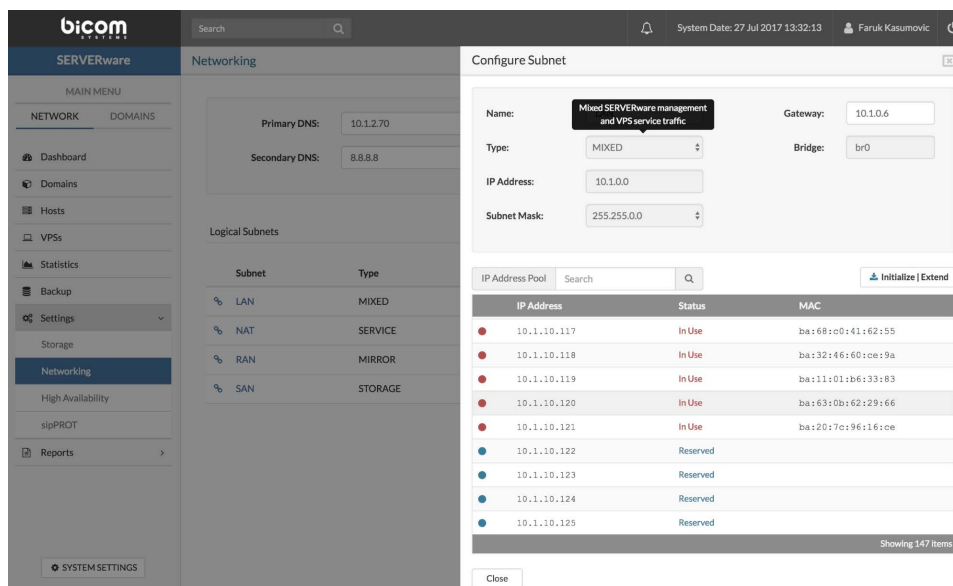 bicom
SYSTEMS
Search
System Date: 27 Jul 2017 13:32:13
Faruk Kasumovic
SERVERware
Networking
Configure Subnet
MAIN MENU
NETWORK
DOMAINS
Dashboard
Domains
Hosts
VPSs
Statistics
Backup
Settings
Storage
Networking
High Availability
sipPROT
Reports
SYSTEM SETTINGS
Primary DNS: 10.1.2.70
Secondary DNS: 8.8.8.8
Logical Subnets
Subnet Type
LAN MIXED
NAT SERVICE
RAN MIRROR
SAN STORAGE
Name:
Mixed SERVERware management
and VPS service traffic
Gateway: 10.1.0.6
Type: MIXED
Bridge: br0
IP Address: 10.1.0.0
Subnet Mask: 255.255.0.0
IP Address Pool Search
Initialize | Extend
IP Address Status MAC
10.1.10.117 In Use ba:68:c0:41:62:55
10.1.10.118 In Use ba:32:46:60:ce:9a
10.1.10.119 In Use ba:11:01:b6:33:83
10.1.10.120 In Use ba:63:0b:62:29:66
10.1.10.121 In Use ba:20:7c:96:16:ce
10.1.10.122 Reserved
10.1.10.123 Reserved
10.1.10.124 Reserved
10.1.10.125 Reserved
Showing 147 items
Close